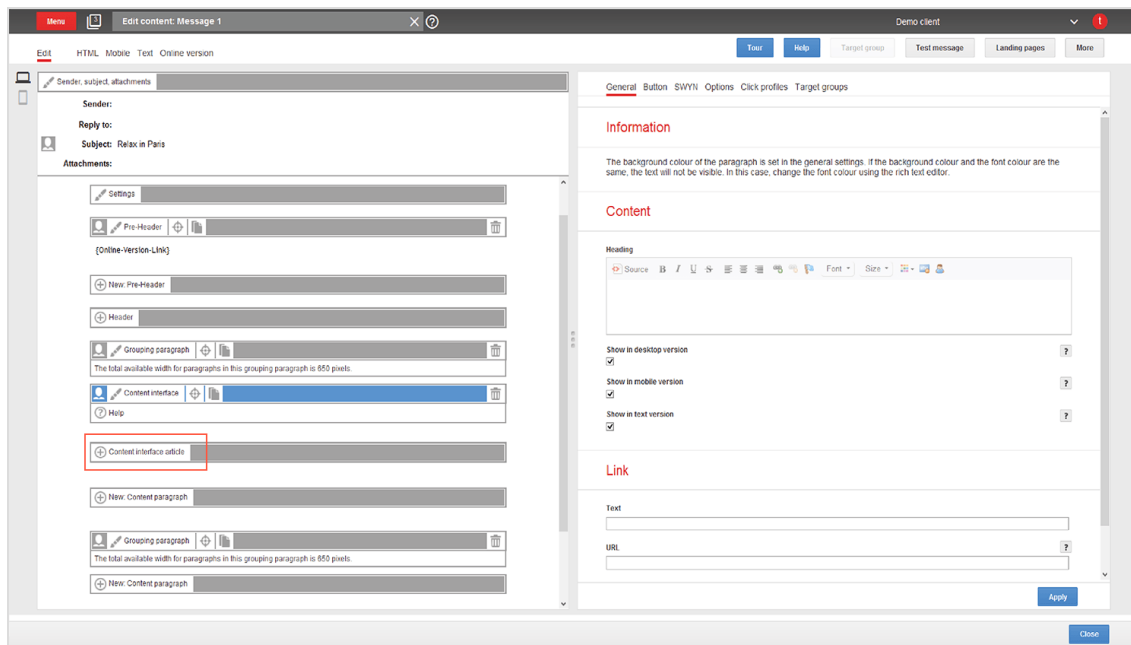 Menu
3
Edit content: Message 1
Demo client
t
Edit
HTML Mobile Text Online version
Tour
Help
Target group
Test message
Landing pages
More
Sender, subject, attachments
Sender:
Reply to:
Subject: Relax in Paris
Attachments:
Settings
Pre-Header
{Online-Version-Link}
New: Pre-Header
Header
Grouping paragraph
The total available width for paragraphs in this grouping paragraph is 650 pixels.
Content interface
? Help
Content interface article
New: Content paragraph
Grouping paragraph
The total available width for paragraphs in this grouping paragraph is 650 pixels.
New: Content paragraph
General Button SWYN Options Click profiles Target groups
Information
The background colour of the paragraph is set in the general settings. If the background colour and the font colour are the
same, the text will not be visible. In this case, change the font colour using the rich text editor.
Content
Heading
Source B I U S Font Size
Show in desktop version
?
Show in mobile version
?
Show in text version
?
Link
Text
URL
?
Apply
Close